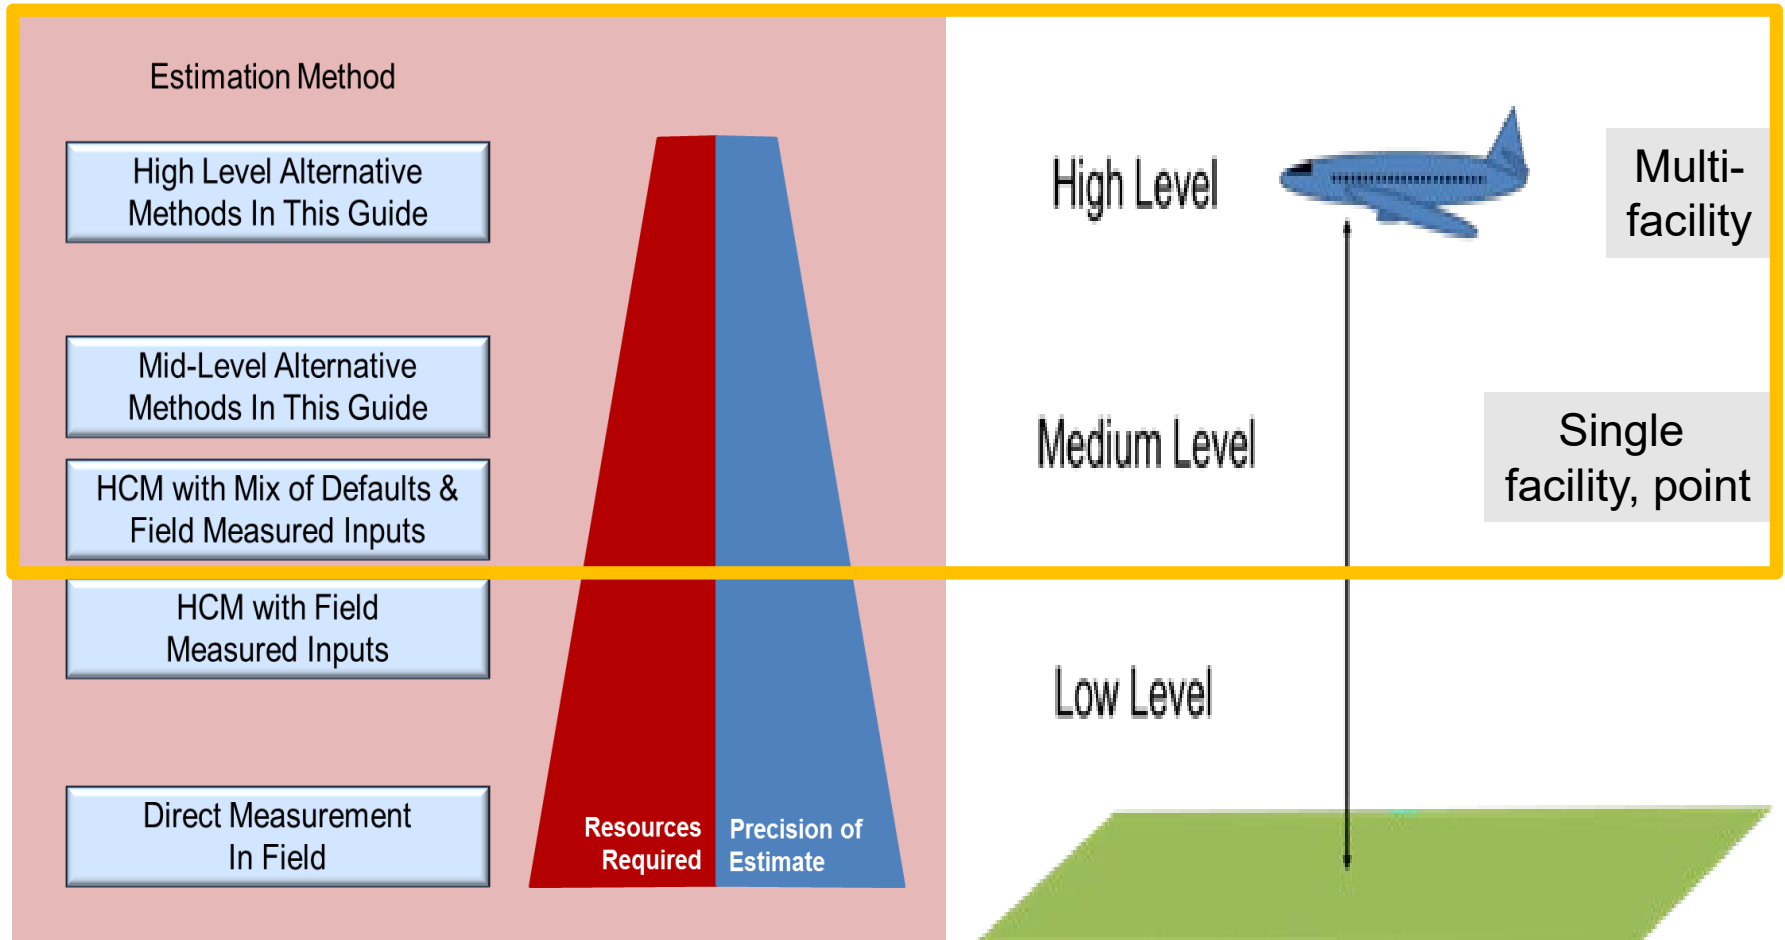 Estimation Method
High Level Alternative
Methods In This Guide
Mid-Level Alternative
Methods In This Guide
HCM with Mix of Defaults &
Field Measured Inputs
HCM with Field
Measured Inputs
Direct Measurement
In Field
Resources
Required
Precision of
Estimate
High Level
Medium Level
Low Level
Multi-
facility
Single
facility, point